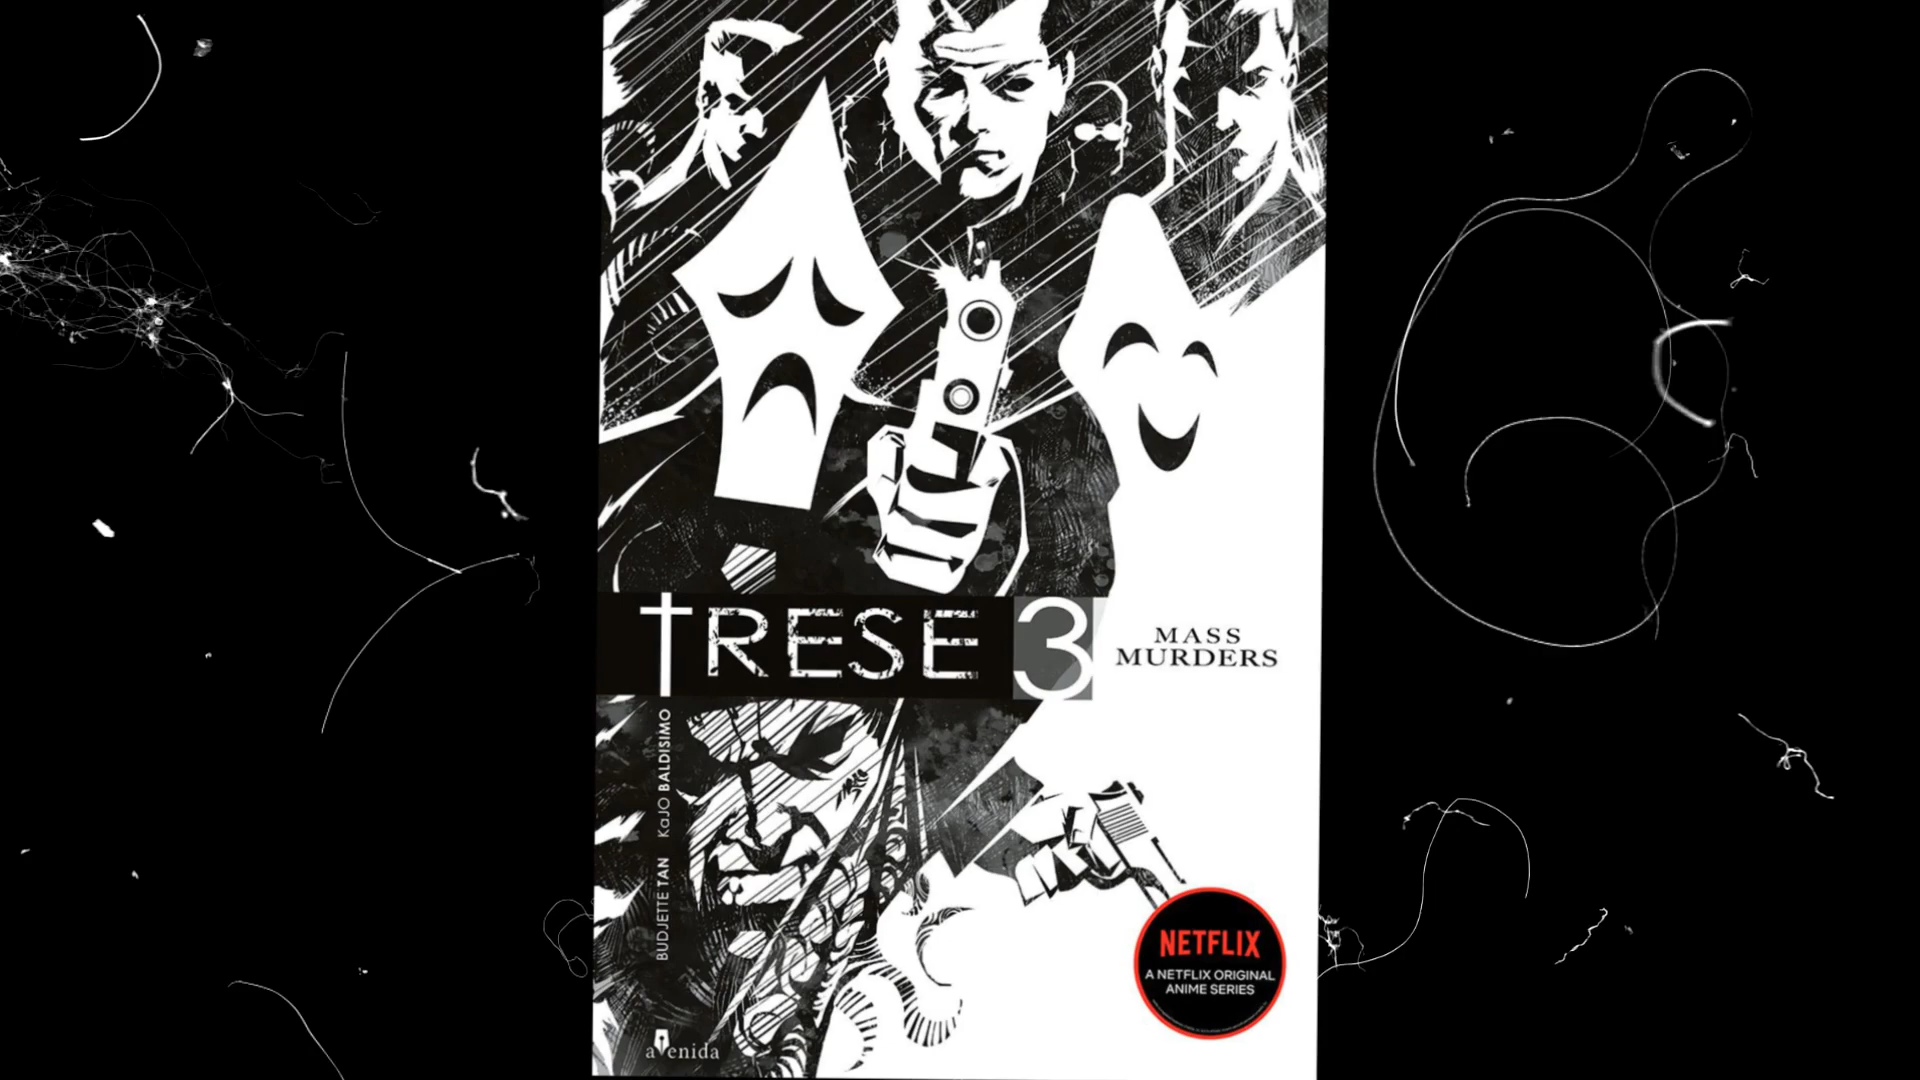 TRESE 3
MASS
MURDERS
BUDJETTE TAN KaJO BALDISIMO
NETFLIX
A NETFLIX ORIGINAL
ANIME SERIES
avenida